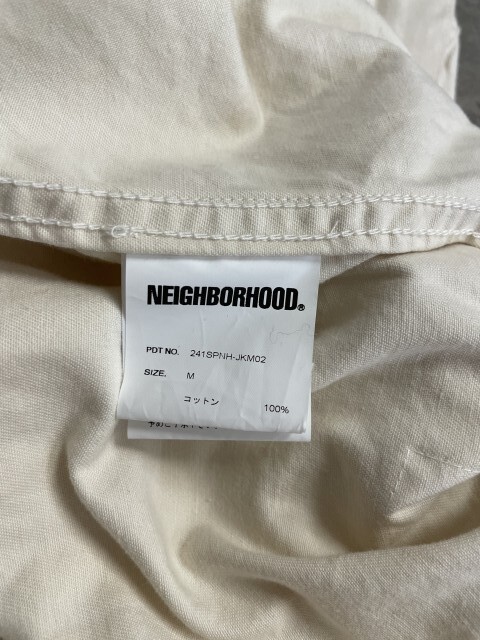 NEIGHBORHOOD®
PDT NO. 241SPNH-JKM02
SIZE. M
コットン 100%